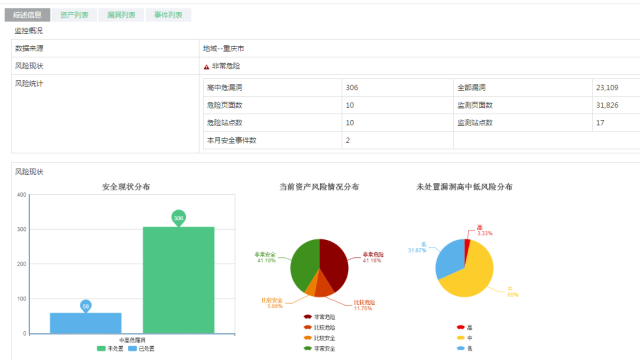 综述信息 资产列表 漏洞列表 事件列表
监控概况
数据来源 地域--重庆市
风险现状 非常危险
风险统计
高中危漏洞 306 全部漏洞 23,109
危险页面数 10 监测页面数 31,826
危险站点数 10 监测站点数 17
本月安全事件数 2
风险现状
安全现状分布
400
300
200
100
0
306
中高危漏洞
未处置 已处置
当前资产风险情况分布
非常安全
41.18%
非常危险
41.18%
比较安全
5.88%
比较危险
11.76%
非常危险
比较危险
比较安全
非常安全
未处置漏洞高中低风险分布
高
3.33%
低
31.67%
中
65%
高
中
低